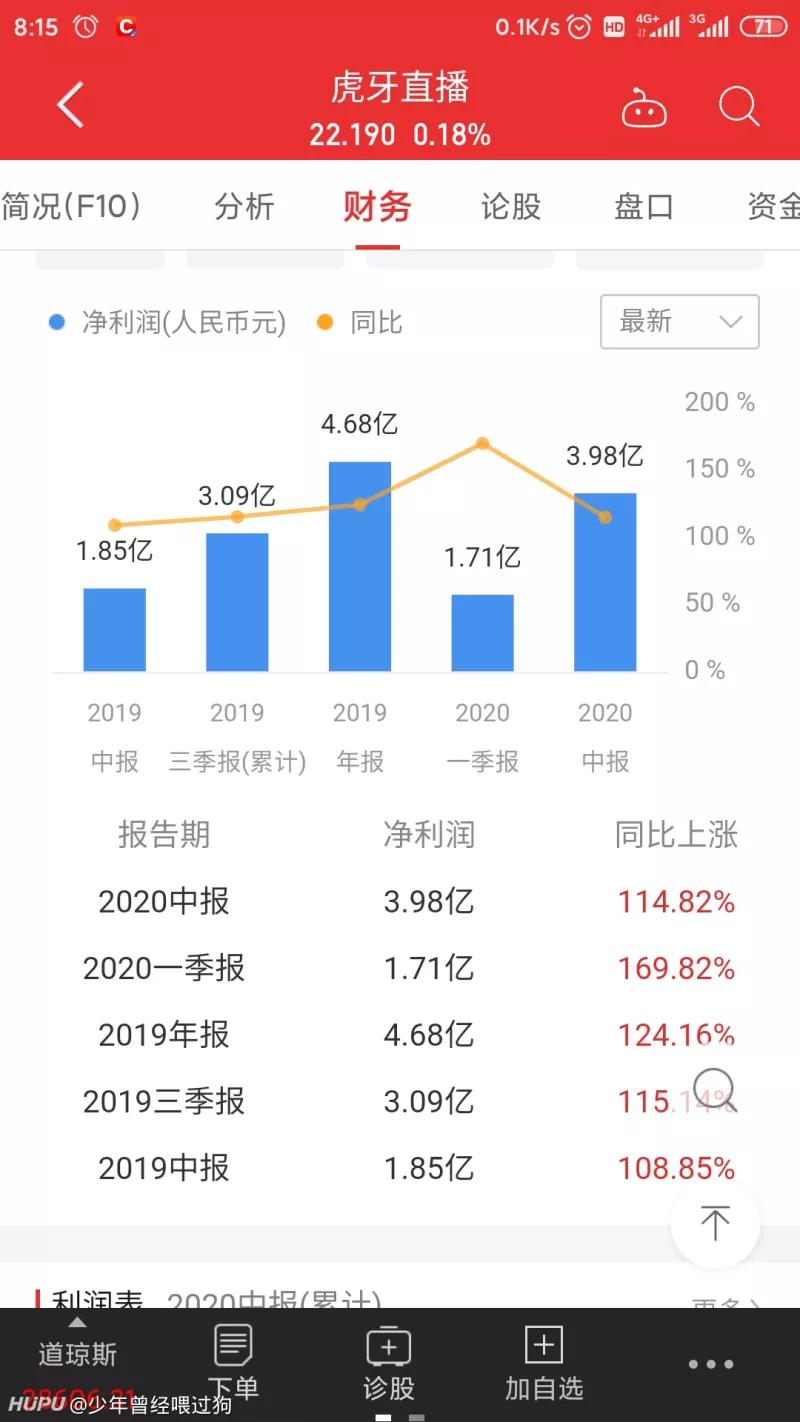 8:15 C 0.1K/s HD 4G+ 3G 71
虎牙直播
22.190 0.18%
简况(F10) 分析 财务 论股 盘口 资金
净利润(人民币元) 同比 最新
200 %
4.68亿
3.98亿
150 %
3.09亿
1.85亿
1.71亿
100 %
50 %
0 %
2019 2019 2019 2020 2020
中报 三季报(累计) 年报 一季报 中报
报告期 净利润 同比上涨
2020中报 3.98亿 114.82%
2020一季报 1.71亿 169.82%
2019年报 4.68亿 124.16%
2019三季报 3.09亿 115.14%
2019中报 1.85亿 108.85%
利润表 2020中报(累计) 更多
道琼斯 下单 诊股 加自选
28606.31
HUPU @少年曾经喂过狗